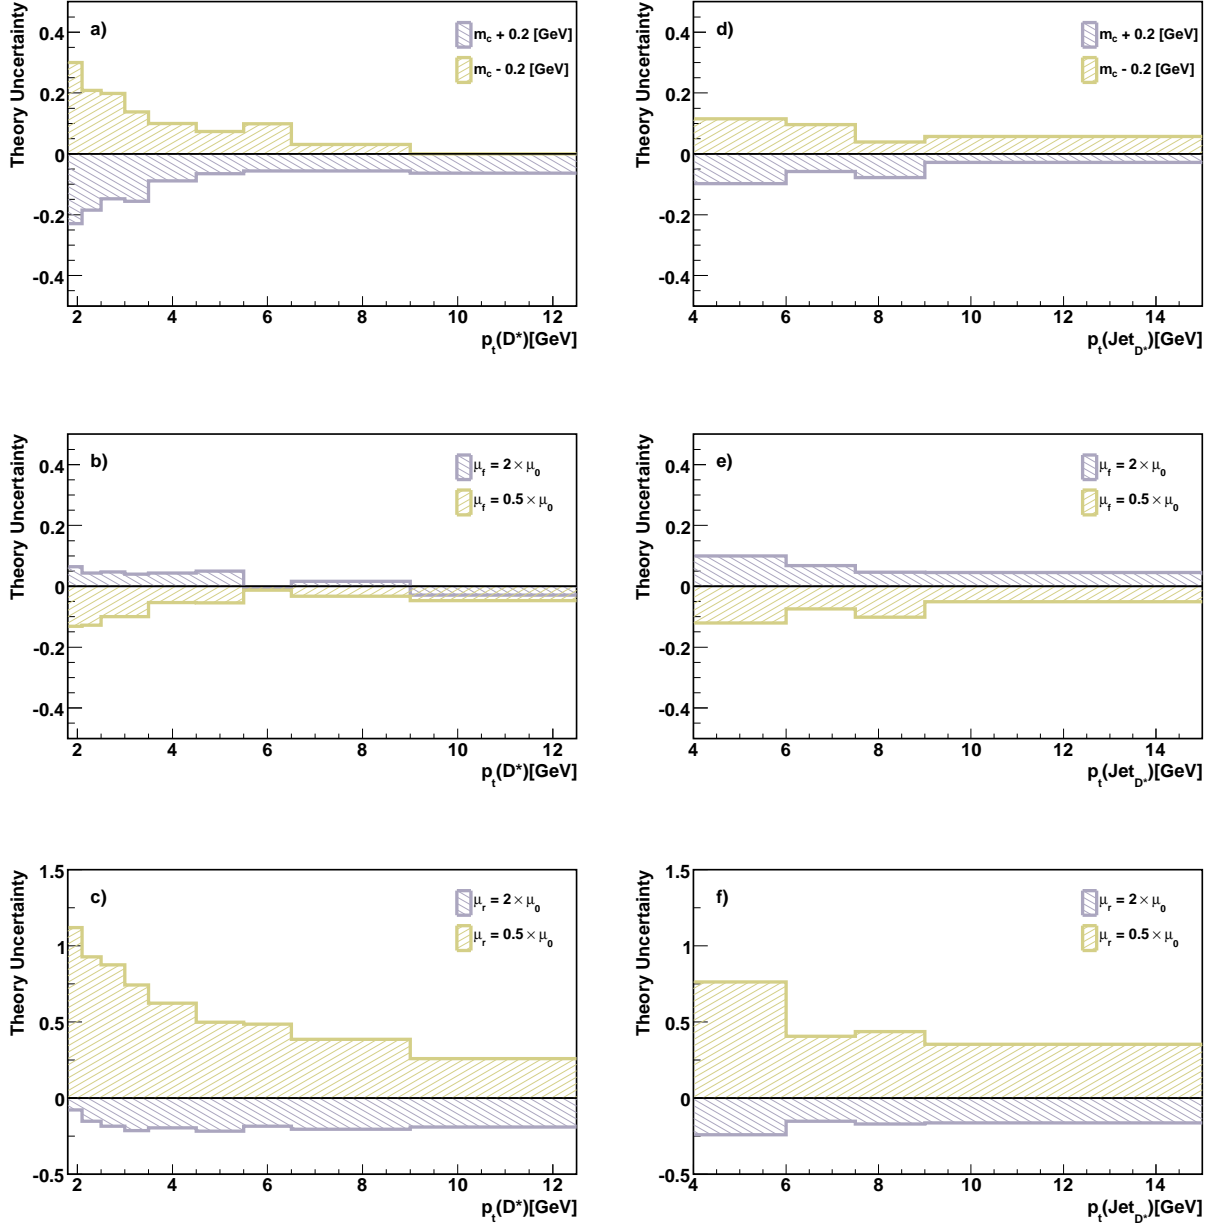 Theory Uncertainty
a)
m_c + 0.2 [GeV]
m_c - 0.2 [GeV]
0.4
0.2
0
-0.2
-0.4
2 4 6 8 10 12
p_t(D*)[GeV]
Theory Uncertainty
d)
m_c + 0.2 [GeV]
m_c - 0.2 [GeV]
0.4
0.2
0
-0.2
-0.4
4 6 8 10 12 14
p_t(Jet_D*)[GeV]
Theory Uncertainty
b)
μ_f = 2 × μ_0
μ_f = 0.5 × μ_0
0.4
0.2
0
-0.2
-0.4
2 4 6 8 10 12
p_t(D*)[GeV]
Theory Uncertainty
e)
μ_f = 2 × μ_0
μ_f = 0.5 × μ_0
0.4
0.2
0
-0.2
-0.4
4 6 8 10 12 14
p_t(Jet_D*)[GeV]
Theory Uncertainty
c)
μ_r = 2 × μ_0
μ_r = 0.5 × μ_0
1.5
1
0.5
0
-0.5
2 4 6 8 10 12
p_t(D*)[GeV]
Theory Uncertainty
f)
μ_r = 2 × μ_0
μ_r = 0.5 × μ_0
1.5
1
0.5
0
-0.5
4 6 8 10 12 14
p_t(Jet_D*)[GeV]